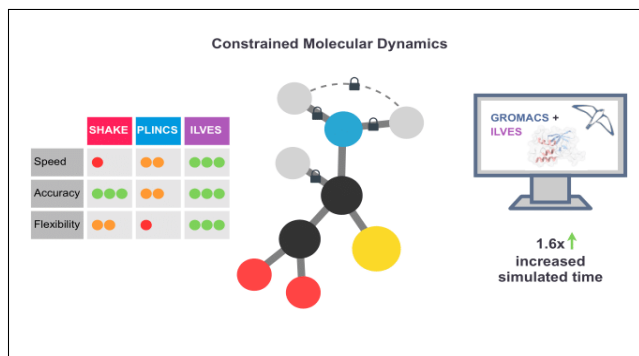 Constrained Molecular Dynamics
SHAKE PLINCS ILVES
Speed
Accuracy
Flexibility
GROMACS +
ILVES
1.6x
increased
simulated time